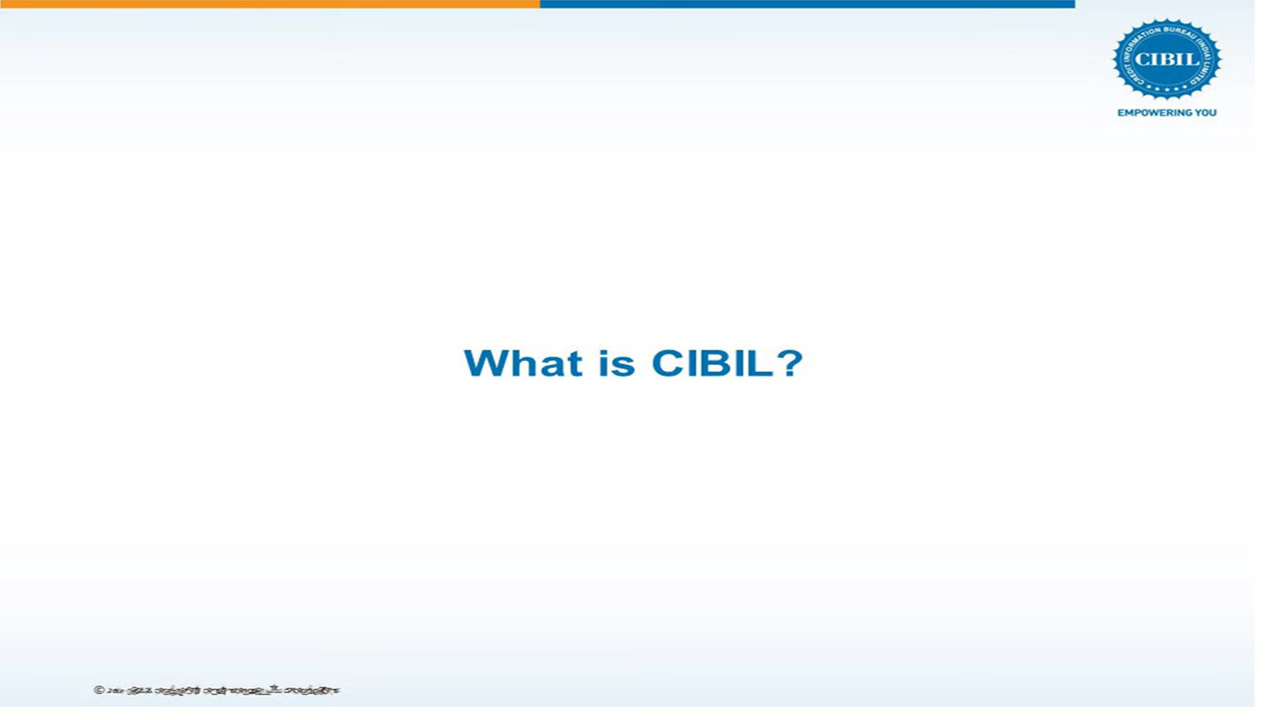 CREDIT INFORMATION BUREAU (INDIA) LIMITED
CIBIL
EMPOWERING YOU
What is CIBIL?
©